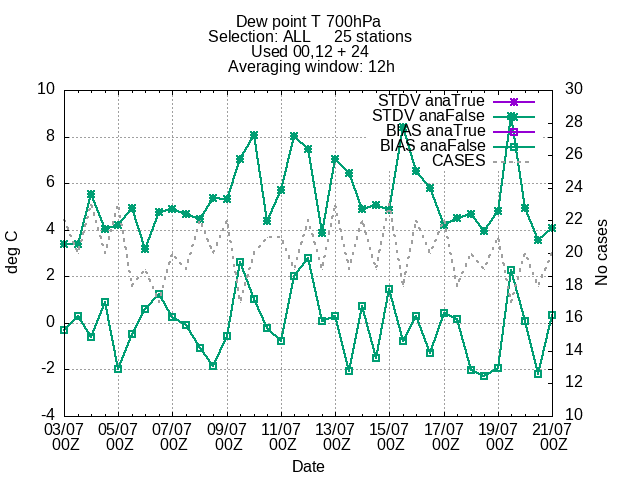 Dew point T 700hPa
Selection: ALL 25 stations
Used 00,12 + 24
Averaging window: 12h
STDV anaTrue
STDV anaFalse
BIAS anaTrue
BIAS anaFalse
CASES
deg C
10
8
6
4
2
0
-2
-4
No cases
30
28
26
24
22
20
18
16
14
12
10
03/07 05/07 07/07 09/07 11/07 13/07 15/07 17/07 19/07 21/07
00Z 00Z 00Z 00Z 00Z 00Z 00Z 00Z 00Z 00Z
Date